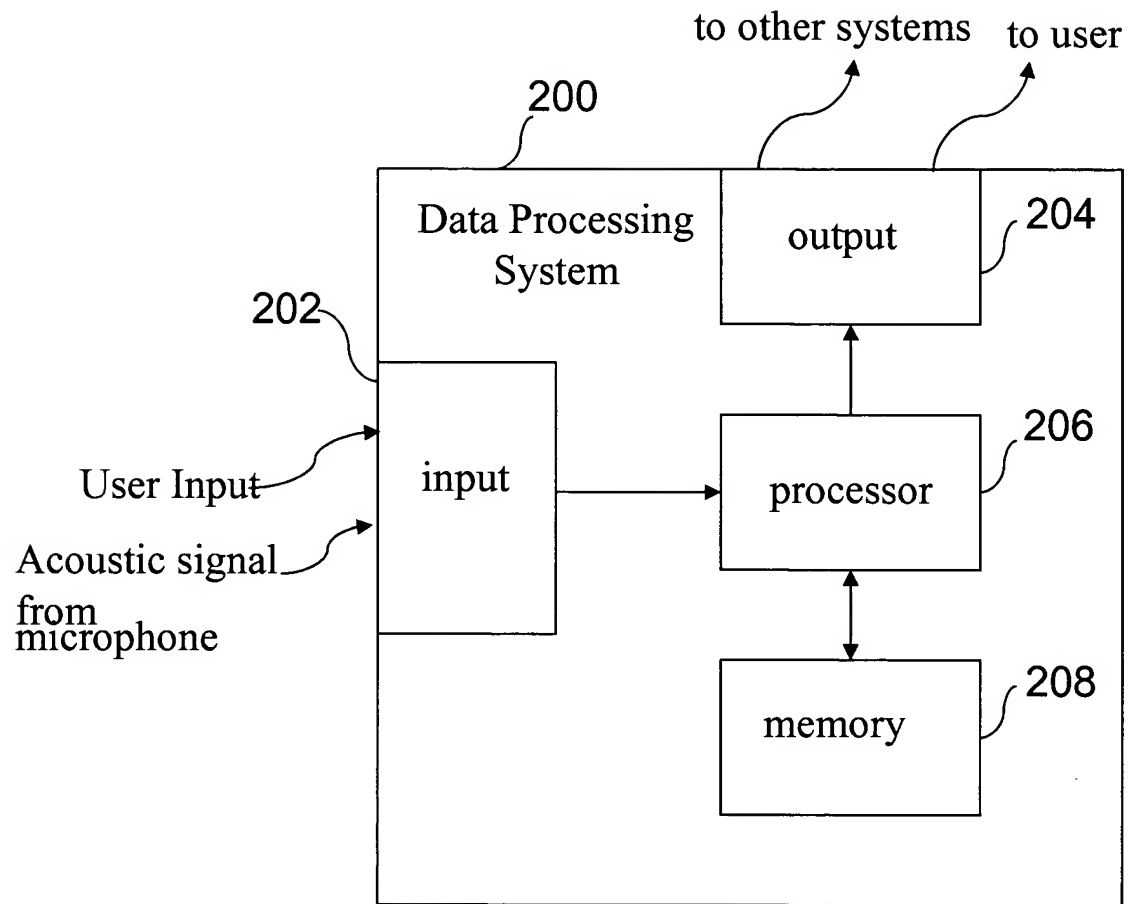 to other systems
to user
200
Data Processing
System
output
204
202
User Input
input
processor
206
Acoustic signal
from
microphone
memory
208